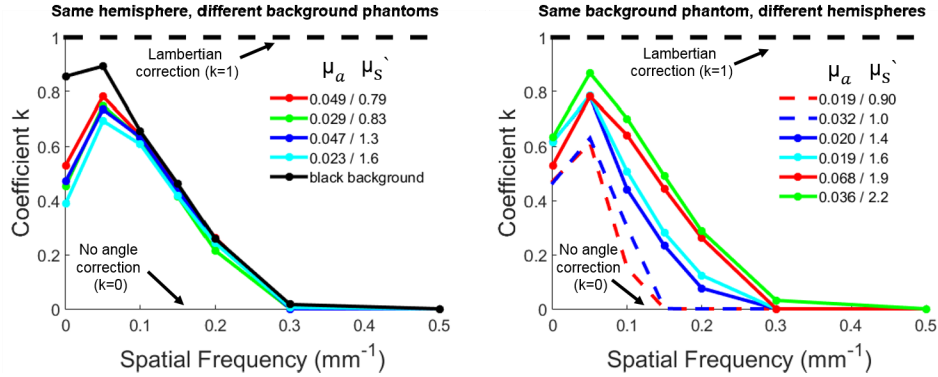 Same hemisphere, different background phantoms
1
Lambertian
correction (k=1)
μa μs`
0.049 / 0.79
0.029 / 0.83
0.047 / 1.3
0.023 / 1.6
black background
0.8
0.6
0.4
0.2
0
Coefficient k
No angle
correction
(k=0)
0 0.1 0.2 0.3 0.4 0.5
Spatial Frequency (mm-1)
Same background phantom, different hemispheres
1
Lambertian
correction (k=1)
μa μs`
0.019 / 0.90
0.032 / 1.0
0.020 / 1.4
0.019 / 1.6
0.068 / 1.9
0.036 / 2.2
0.8
0.6
0.4
0.2
0
Coefficient k
No angle
correction
(k=0)
0 0.1 0.2 0.3 0.4 0.5
Spatial Frequency (mm-1)